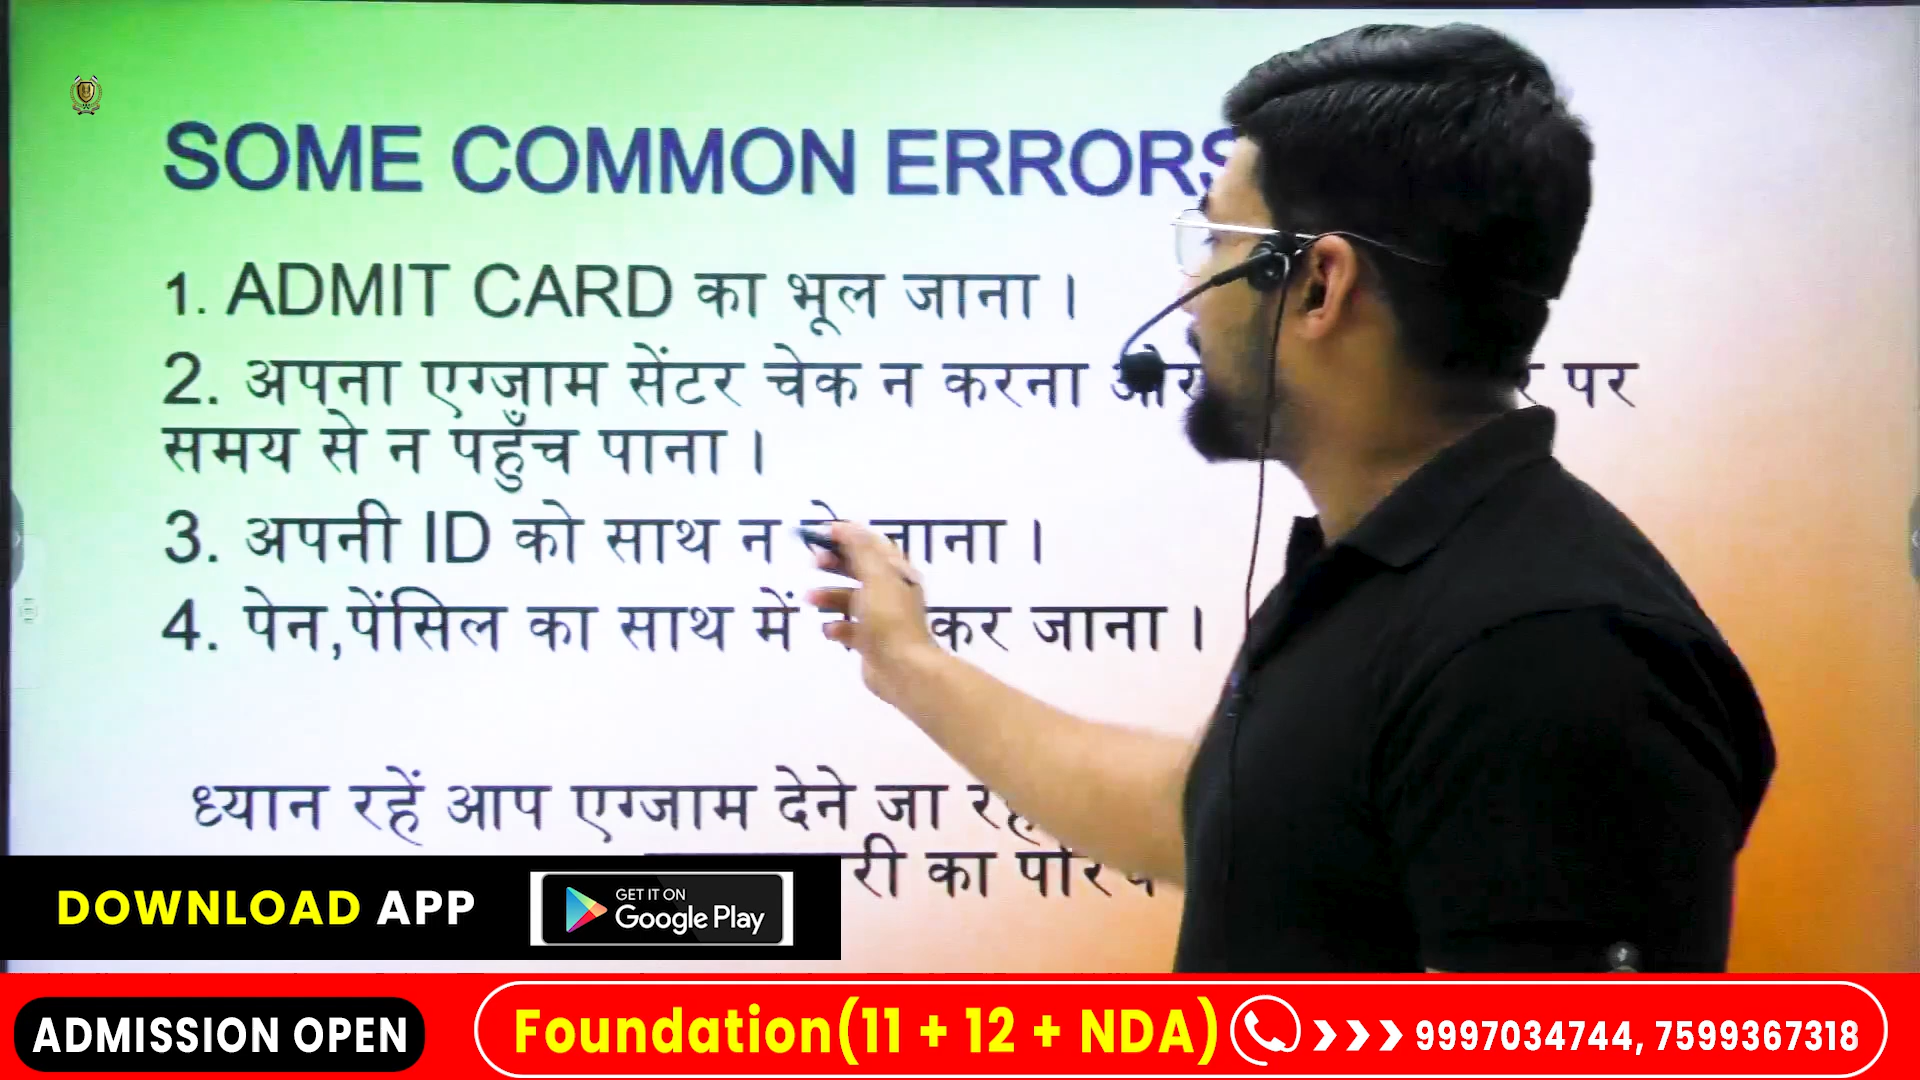 SOME COMMON ERRORS
1. ADMIT CARD का भूल जाना ।
2. अपना एग्जाम सेंटर चेक न करना पर
समय से न पहुँच पाना ।
3. अपनी ID को साथ न जाना ।
4. पेन,पेंसिल का साथ में कर जाना ।
ध्यान रहें आप एग्जाम देने जा
का
DOWNLOAD APP
GET IT ON
Google Play
ADMISSION OPEN
Foundation(11 + 12 + NDA)
9997034744, 7599367318